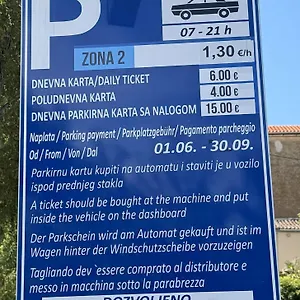 P
07 - 21 h
ZONA 2 1,30 €/h
DNEVNA KARTA/DAILY TICKET 6.00 €
POLUDNEVNA KARTA 4.00 €
DNEVNA PARKIRNA KARTA SA NALOGOM 15.00 €
Naplata / Parking payment / Parkplatzgebühr/ Pagamento parcheggio
Od / From / Von / Dal 01.06. - 30.09.
Parkirnu kartu kupiti na automatu i staviti je u vozilo
ispod prednjeg stakla
A ticket should be bought at the machine and put
inside the vehicle on the dashboard
Der Parkschein wird am Automat gekauft und ist im
Wagen hinter der Windschutzscheibe vorzuzeigen
Tagliando dev `essere comprato al distributore e
messo in macchina sotto la parabrezza
DOZVOLJENO